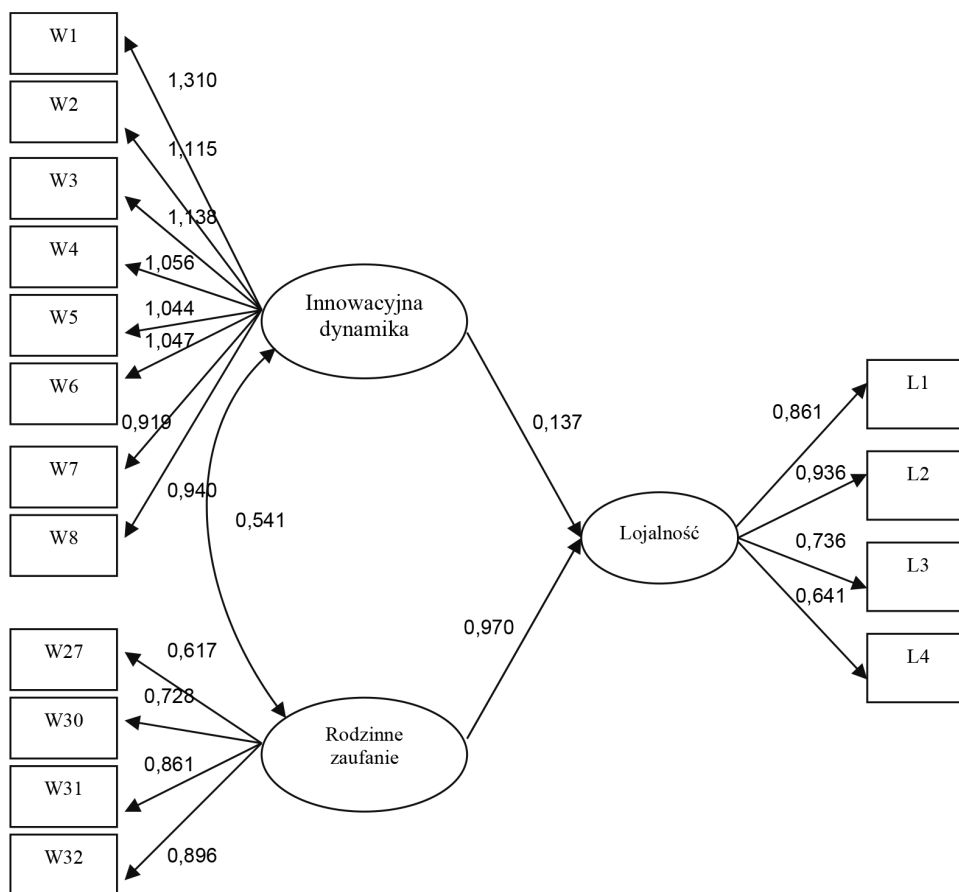 W1
1,310
W2
1,115
W3
1,138
W4
1,056
W5
1,044
1,047
W6
0,919
W7
0,940
W8
Innowacyjna
dynamika
0,541
0,137
0,970
W27
0,617
W30
0,728
W31
0,861
W32
0,896
Rodzinne
zaufanie
Lojalność
0,861
L1
0,936
L2
0,736
L3
0,641
L4